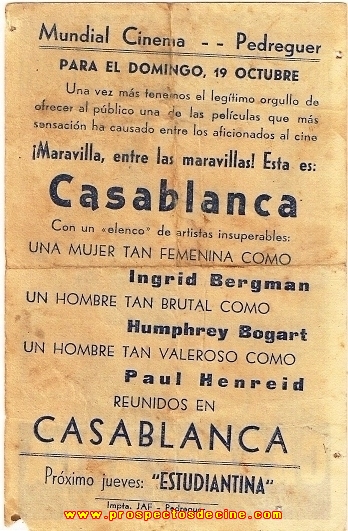 Mundial Cinema -- Pedreguer
PARA EL DOMINGO, 19 OCTUBRE
Una vez más tenemos el legítimo orgullo de
ofrecer al público una de las películas que más
sensación ha causado entre los aficionados al cine
¡Maravilla, entre las maravillas! Esta es:
Casablanca
Con un «elenco» de artistas insuperables:
UNA MUJER TAN FEMENINA COMO
Ingrid Bergman
UN HOMBRE TAN BRUTAL COMO
Humphrey Bogart
UN HOMBRE TAN VALEROSO COMO
Paul Henreid
REUNIDOS EN
CASABLANCA
Próximo jueves: "ESTUDIANTINA"
Impta. JAF - Pedreguer
www.prospectosdecine.com